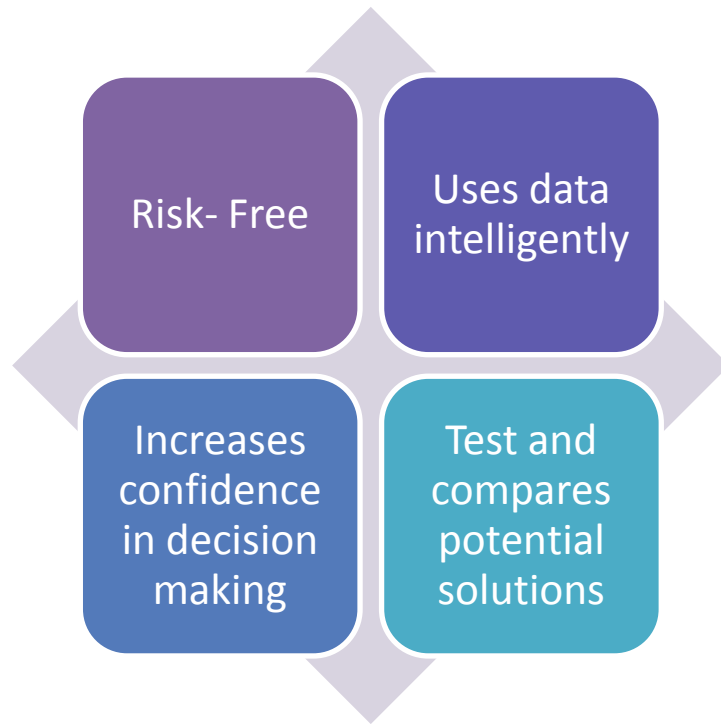 Risk- Free
Uses data
intelligently
Increases
confidence
in decision
making
Test and
compares
potential
solutions